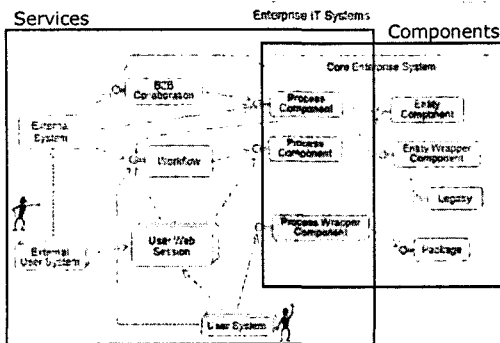 Services
Enterprise IT Systems
Components
Core Enterprise System
B2B
Collaboration
Process
Component
Entity
Component
External
System
Workflow
Process
Component
Entity Wrapper
Component
Legacy
External
User System
User Web
Session
Process Wrapper
Component
Package
User System